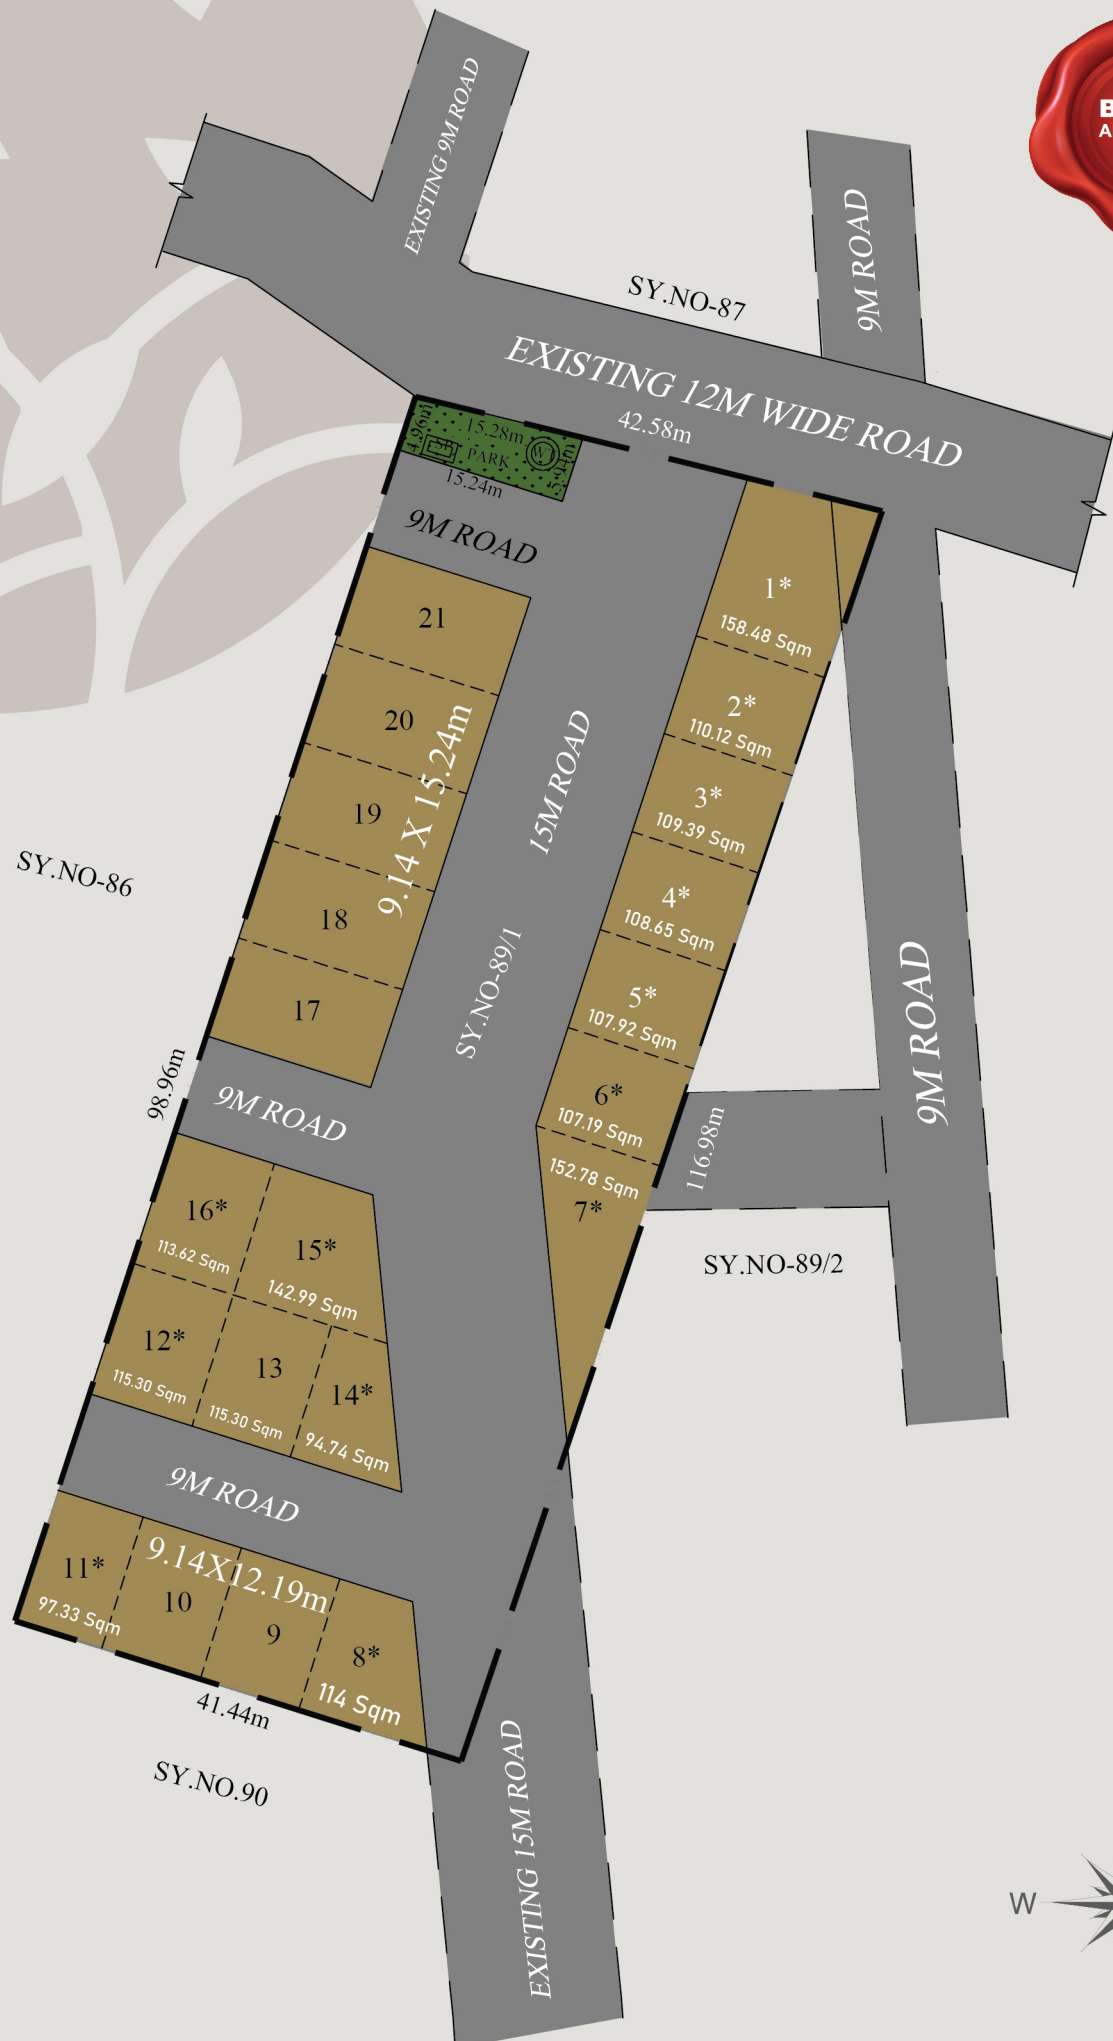 EXISTING 9M ROAD
B
A
9M ROAD
SY.NO-87
EXISTING 12M WIDE ROAD
42.58m
4.96m
15.28m
PARK
WT
15.24m
9M ROAD
21
1*
158.48 Sqm
20
9.14 X 15.24m
2*
110.12 Sqm
15M ROAD
19
3*
109.39 Sqm
SY.NO-86
18
4*
108.65 Sqm
SY.NO-89/1
17
5*
107.92 Sqm
9M ROAD
98.96m
9M ROAD
6*
107.19 Sqm
116.98m
152.78 Sqm
7*
SY.NO-89/2
16*
113.62 Sqm
15*
142.99 Sqm
12*
115.30 Sqm
13
115.30 Sqm
14*
94.74 Sqm
9M ROAD
9.14X12.19m
11*
97.33 Sqm
10
9
8*
114 Sqm
41.44m
SY.NO.90
EXISTING 15M ROAD
W